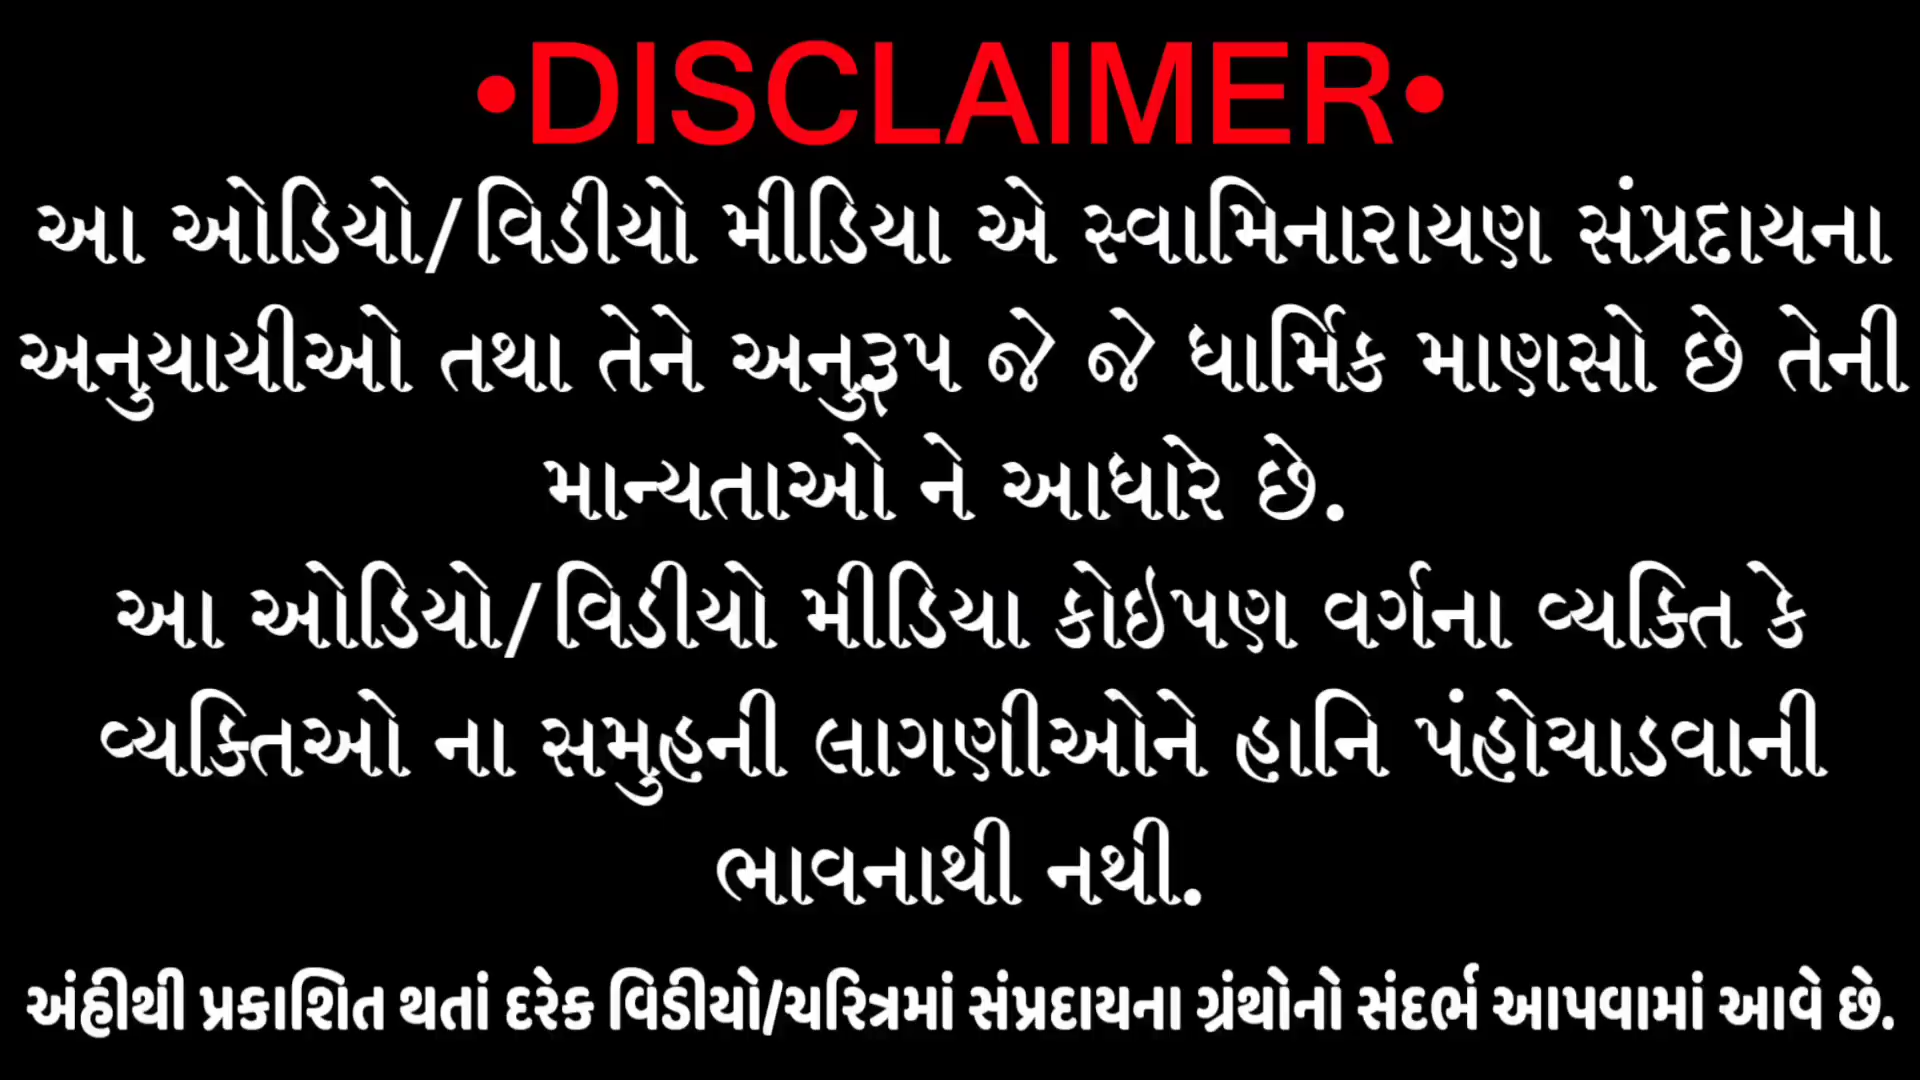 •DISCLAIMER•
આ ઓડિયો/વિડીયો મીડિયા એ સ્વામિનારાયણ સંપ્રદાયના
અનુયાયીઓ તથા તેને અનુરૂપ જે જે ધાર્મિક માણસો છે તેની
માન્યતાઓ ને આધારે છે.
આ ઓડિયો/વિડીયો મીડિયા કોઇપણ વર્ગના વ્યક્તિ કે
વ્યક્તિઓ ના સમુહની લાગણીઓને હાનિ પંહોચાડવાની
ભાવનાથી નથી.
અંહીથી પ્રકાશિત થતાં દરેક વિડીયો/ચરિત્રમાં સંપ્રદાયના ગ્રંથોનો સંદર્ભ આપવામાં આવે છે.